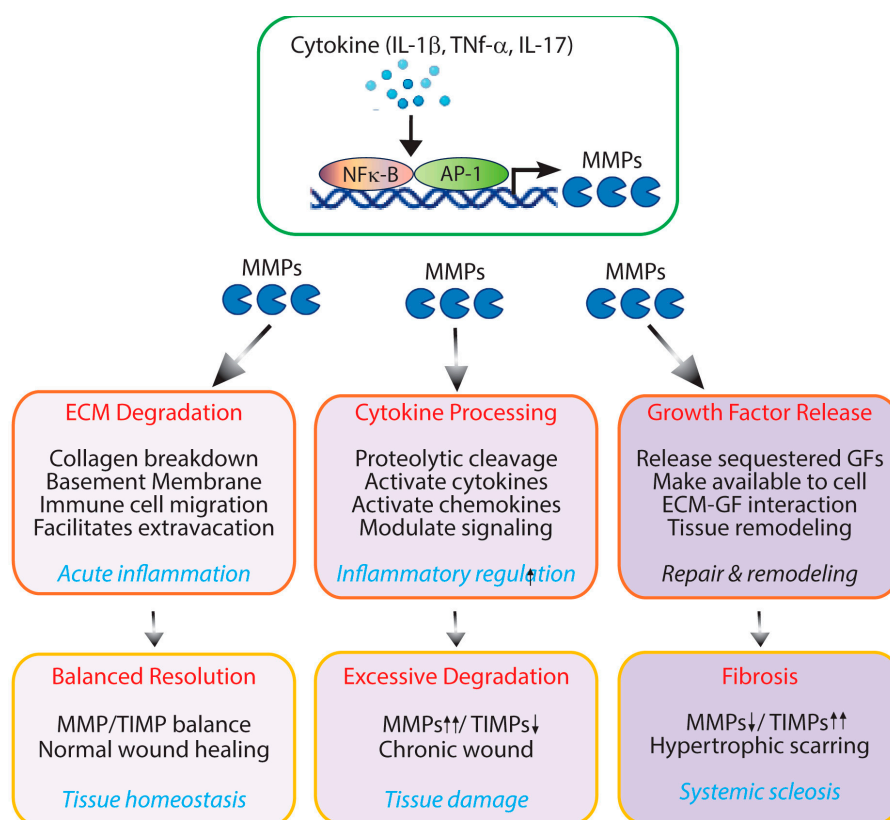 Cytokine (IL-1β, TNf-α, IL-17)
NFκ-B
AP-1
MMPs
MMPs
MMPs
MMPs
ECM Degradation
Collagen breakdown
Basement Membrane
Immune cell migration
Facilitates extravacation
Acute inflammation
Cytokine Processing
Proteolytic cleavage
Activate cytokines
Activate chemokines
Modulate signaling
Inflammatory regulation↑
Growth Factor Release
Release sequestered GFs
Make available to cell
ECM-GF interaction
Tissue remodeling
Repair & remodeling
Balanced Resolution
MMP/TIMP balance
Normal wound healing
Tissue homeostasis
Excessive Degradation
MMPs↑↑/ TIMPs↓
Chronic wound
Tissue damage
Fibrosis
MMPs↓/ TIMPs↑↑
Hypertrophic scarring
Systemic scleosis